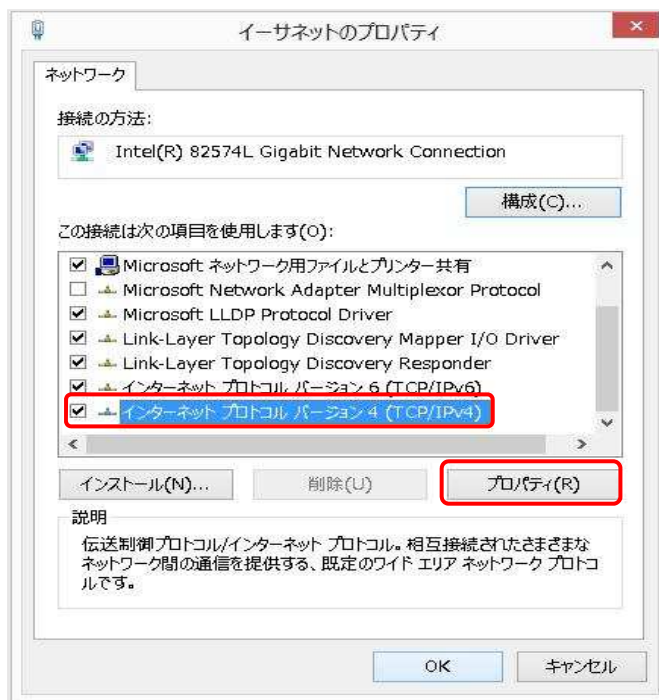 イーサネットのプロパティ
ネットワーク
接続の方法:
Intel(R) 82574L Gigabit Network Connection
構成(C)...
この接続は次の項目を使用します(O):
Microsoft ネットワーク用ファイルとプリンター共有
Microsoft Network Adapter Multiplexor Protocol
Microsoft LLDP Protocol Driver
Link-Layer Topology Discovery Mapper I/O Driver
Link-Layer Topology Discovery Responder
インターネット プロトコル バージョン 6 (TCP/IPv6)
インターネット プロトコル バージョン 4 (TCP/IPv4)
インストール(N)...
削除(U)
プロパティ(R)
説明
伝送制御プロトコル/インターネット プロトコル。相互接続されたさまざまな
ネットワーク間の通信を提供する、既定のワイド エリア ネットワーク プロトコ
ルです。
OK
キャンセル